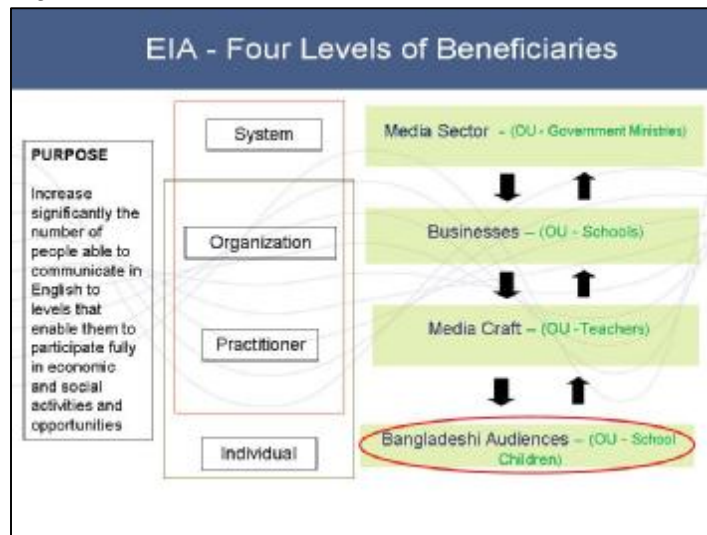 EIA - Four Levels of Beneficiaries
PURPOSE
Increase
significantly the
number of
people able to
communicate in
English to
levels that
enable them to
participate fully
in economic
and social
activities and
opportunities
System
Organization
Practitioner
Individual
Media Sector - (OU - Government Ministries)
Businesses – (OU - Schools)
Media Craft – (OU -Teachers)
Bangladeshi Audiences – (OU - School
Children)